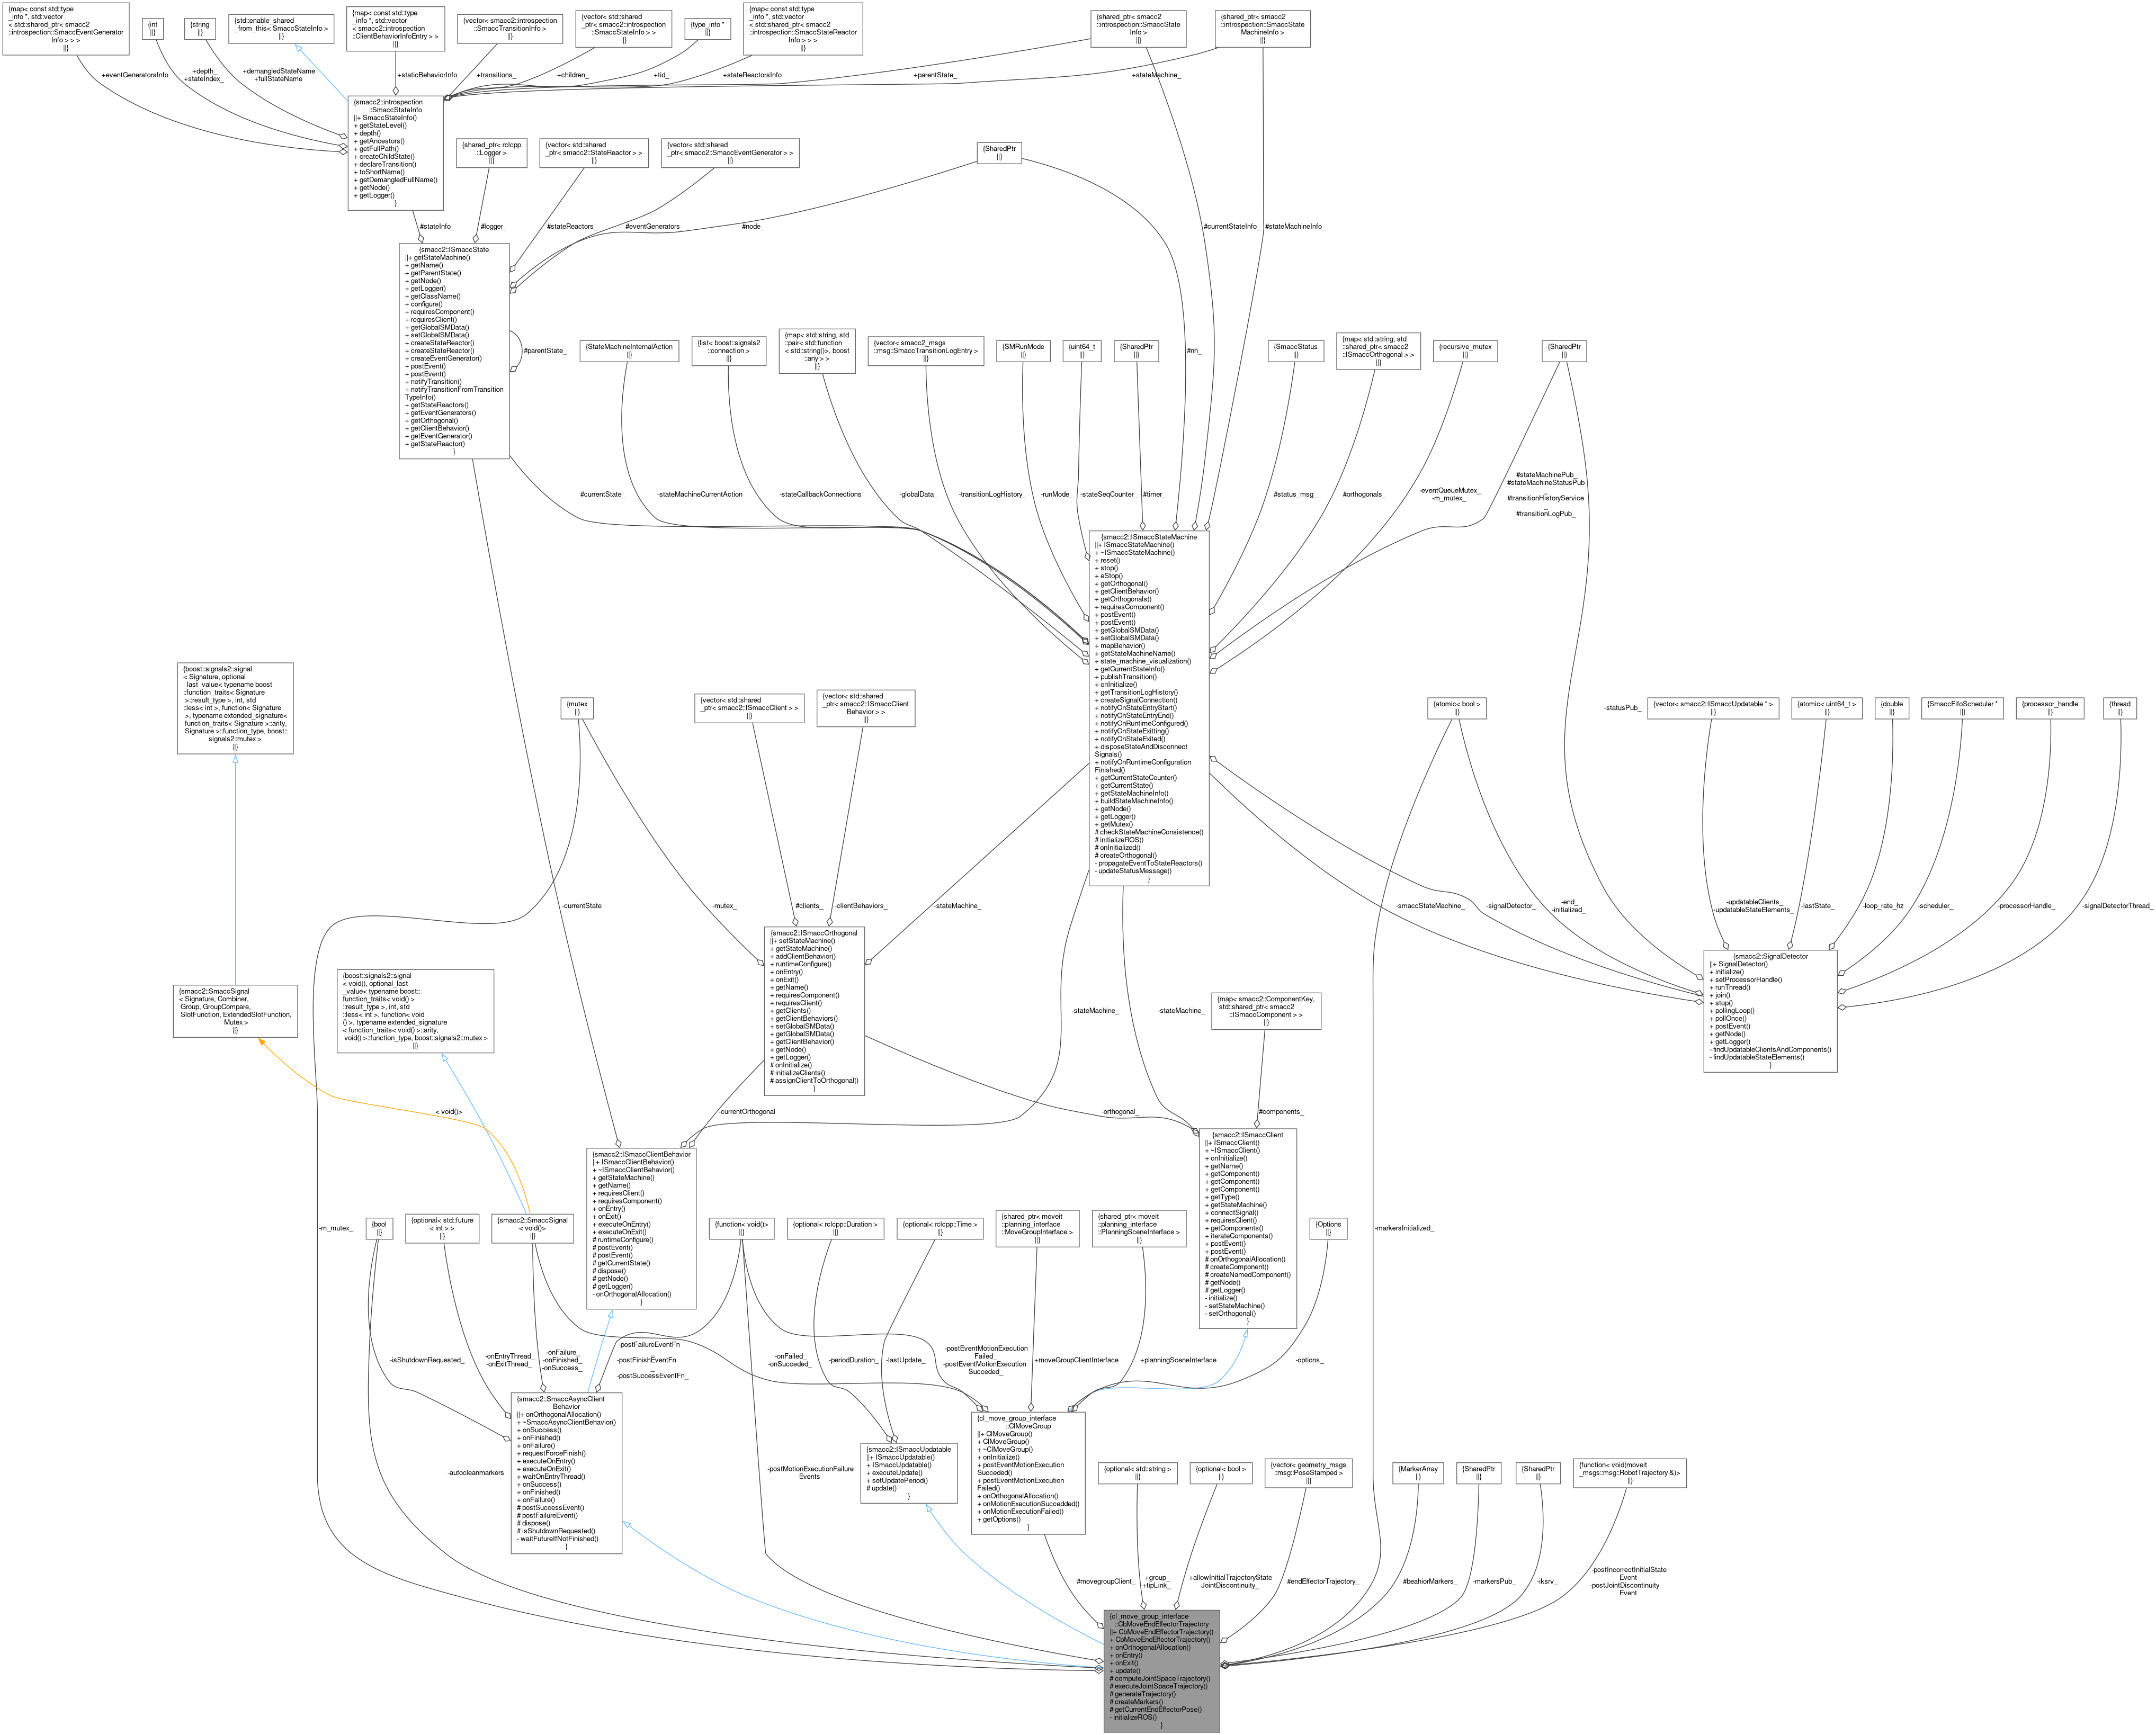 {map< const std::type
_info *, std::vector
< std::shared_ptr< smacc2
::introspection::SmaccEventGenerator
Info > > >
||}
{int
||}
{string
||}
{std::enable_shared
_from_this< SmaccStateInfo >
||}
{map< const std::type
_info *, std::vector
< smacc2::introspection
::ClientBehaviorInfoEntry > >
||}
{vector< smacc2::introspection
::SmaccTransitionInfo >
||}
{vector< std::shared
_ptr< smacc2::introspection
::SmaccStateInfo > >
||}
{type_info *
||}
{map< const std::type
_info *, std::vector
< std::shared_ptr< smacc2
::introspection::SmaccStateReactor
Info > > >
||}
{shared_ptr< smacc2
::introspection::SmaccState
Info >
||}
{shared_ptr< smacc2
::introspection::SmaccState
MachineInfo >
||}
+eventGeneratorsInfo
+depth_
+stateIndex_
+demangledStateName
+fullStateName
+staticBehaviorInfo
+transitions_
+children_
+tid_
+stateReactorsInfo
+parentState_
+stateMachine_
{smacc2::introspection
::SmaccStateInfo
||+ SmaccStateInfo()
+ getStateLevel()
+ depth()
+ getAncestors()
+ getFullPath()
+ createChildState()
+ declareTransition()
+ toShortName()
+ getDemangledFullName()
+ getNode()
+ getLogger()
}
{shared_ptr< rclcpp
::Logger >
||}
{vector< std::shared
_ptr< smacc2::StateReactor > >
||}
{vector< std::shared
_ptr< smacc2::SmaccEventGenerator > >
||}
{SharedPtr
||}
#stateInfo_
#logger_
#stateReactors_
#eventGenerators_
#node_
#currentStateInfo_
#stateMachineInfo_
{smacc2::ISmaccState
||+ getStateMachine()
+ getName()
+ getParentState()
+ getNode()
+ getLogger()
+ getClassName()
+ configure()
+ requiresComponent()
+ requiresClient()
+ getGlobalSMData()
+ setGlobalSMData()
+ createStateReactor()
+ createStateReactor()
+ createEventGenerator()
+ postEvent()
+ postEvent()
+ notifyTransition()
+ notifyTransitionFromTransition
TypeInfo()
+ getStateReactors()
+ getEventGenerators()
+ getOrthogonal()
+ getClientBehavior()
+ getEventGenerator()
+ getStateReactor()
}
#parentState_
{StateMachineInternalAction
||}
{list< boost::signals2
::connection >
||}
{map< std::string, std
::pair< std::function
< std::string()>, boost
::any > >
||}
{vector< smacc2_msgs
::msg::SmaccTransitionLogEntry >
||}
{SMRunMode
||}
{uint64_t
||}
{SharedPtr
||}
#nh_
{SmaccStatus
||}
{map< std::string, std
::shared_ptr< smacc2
::ISmaccOrthogonal > >
||}
{recursive_mutex
||}
{SharedPtr
||}
#currentState_
-stateMachineCurrentAction
-stateCallbackConnections
-globalData_
-transitionLogHistory_
-runMode_
-stateSeqCounter_
#timer_
#status_msg_
#orthogonals_
-eventQueueMutex_
-m_mutex_
#stateMachinePub_
#stateMachineStatusPub
_
#transitionHistoryService
_
#transitionLogPub_
{smacc2::ISmaccStateMachine
||+ ISmaccStateMachine()
+ ~ISmaccStateMachine()
+ reset()
+ stop()
+ eStop()
+ getOrthogonal()
+ getClientBehavior()
+ getOrthogonals()
+ requiresComponent()
+ postEvent()
+ postEvent()
+ getGlobalSMData()
+ setGlobalSMData()
+ mapBehavior()
+ getStateMachineName()
+ state_machine_visualization()
+ getCurrentStateInfo()
+ publishTransition()
+ onInitialize()
+ getTransitionLogHistory()
+ createSignalConnection()
+ notifyOnStateEntryStart()
+ notifyOnStateEntryEnd()
+ notifyOnRuntimeConfigured()
+ notifyOnStateExitting()
+ notifyOnStateExited()
+ disposeStateAndDisconnect
Signals()
+ notifyOnRuntimeConfiguration
Finished()
+ getCurrentStateCounter()
+ getCurrentState()
+ getStateMachineInfo()
+ buildStateMachineInfo()
+ getNode()
+ getLogger()
+ getMutex()
# checkStateMachineConsistence()
# initializeROS()
# onInitialized()
# createOrthogonal()
- propagateEventToStateReactors()
- updateStatusMessage()
}
{boost::signals2::signal
< Signature, optional
_last_value< typename boost
::function_traits< Signature
>::result_type >, int, std
::less< int >, function< Signature
>, typename extended_signature<
function_traits< Signature >::arity,
Signature >::function_type, boost::
signals2::mutex >
||}
{mutex
||}
{vector< std::shared
_ptr< smacc2::ISmaccClient > >
||}
{vector< std::shared
_ptr< smacc2::ISmaccClient
Behavior > >
||}
{atomic< bool >
||}
-statusPub_
{vector< smacc2::ISmaccUpdatable * >
||}
{atomic< uint64_t >
||}
{double
||}
{SmaccFifoScheduler *
||}
{processor_handle
||}
{thread
||}
-currentState
-mutex_
#clients_
-clientBehaviors_
-stateMachine_
-smaccStateMachine_
-signalDetector_
-end_
-initialized_
-updatableClients_
-updatableStateElements_
-lastState_
-loop_rate_hz
-scheduler_
-processorHandle_
-signalDetectorThread_
{smacc2::ISmaccOrthogonal
||+ setStateMachine()
+ getStateMachine()
+ addClientBehavior()
+ runtimeConfigure()
+ onEntry()
+ onExit()
+ getName()
+ requiresComponent()
+ requiresClient()
+ getClients()
+ getClientBehaviors()
+ setGlobalSMData()
+ getGlobalSMData()
+ getClientBehavior()
+ getNode()
+ getLogger()
# onInitialize()
# initializeClients()
# assignClientToOrthogonal()
}
{smacc2::SignalDetector
||+ SignalDetector()
+ initialize()
+ setProcessorHandle()
+ runThread()
+ join()
+ stop()
+ pollingLoop()
+ pollOnce()
+ postEvent()
+ getNode()
+ getLogger()
- findUpdatableClientsAndComponents()
- findUpdatableStateElements()
}
{smacc2::SmaccSignal
< Signature, Combiner,
Group, GroupCompare,
SlotFunction, ExtendedSlotFunction,
Mutex >
||}
{boost::signals2::signal
< void(), optional_last
_value< typename boost::
function_traits< void() >
::result_type >, int, std
::less< int >, function< void
() >, typename extended_signature
< function_traits< void() >::arity,
void() >::function_type, boost::signals2::mutex >
||}
-stateMachine_
-stateMachine_
{map< smacc2::ComponentKey,
std::shared_ptr< smacc2
::ISmaccComponent > >
||}
< void()>
-currentOrthogonal
-orthogonal_
#components_
{smacc2::ISmaccClientBehavior
||+ ISmaccClientBehavior()
+ ~ISmaccClientBehavior()
+ getStateMachine()
+ getName()
+ requiresClient()
+ requiresComponent()
+ onEntry()
+ onExit()
+ executeOnEntry()
+ executeOnExit()
# runtimeConfigure()
# postEvent()
# postEvent()
# getCurrentState()
# dispose()
# getNode()
# getLogger()
- onOrthogonalAllocation()
}
{smacc2::ISmaccClient
||+ ISmaccClient()
+ ~ISmaccClient()
+ onInitialize()
+ getName()
+ getComponent()
+ getComponent()
+ getComponent()
+ getType()
+ getStateMachine()
+ connectSignal()
+ requiresClient()
+ getComponents()
+ iterateComponents()
+ postEvent()
+ postEvent()
# onOrthogonalAllocation()
# createComponent()
# createNamedComponent()
# getNode()
# getLogger()
- initialize()
- setStateMachine()
- setOrthogonal()
}
-m_mutex_
{bool
||}
{optional< std::future
< int > >
||}
{smacc2::SmaccSignal
< void()>
||}
{function< void()>
||}
{optional< rclcpp::Duration >
||}
{optional< rclcpp::Time >
||}
{shared_ptr< moveit
::planning_interface
::MoveGroupInterface >
||}
{shared_ptr< moveit
::planning_interface
::PlanningSceneInterface >
||}
{Options
||}
-markersInitialized_
-isShutdownRequested_
-onEntryThread_
-onExitThread_
-onFailure_
-onFinished_
-onSuccess_
-postFailureEventFn
_
-postFinishEventFn
_
-postSuccessEventFn_
-onFailed_
-onSucceded_
-periodDuration_
-lastUpdate_
-postEventMotionExecution
Failed_
-postEventMotionExecution
Succeded_
+moveGroupClientInterface
+planningSceneInterface
-options_
{smacc2::SmaccAsyncClient
Behavior
||+ onOrthogonalAllocation()
+ ~SmaccAsyncClientBehavior()
+ onSuccess()
+ onFinished()
+ onFailure()
+ requestForceFinish()
+ executeOnEntry()
+ executeOnExit()
+ waitOnEntryThread()
+ onSuccess()
+ onFinished()
+ onFailure()
# postSuccessEvent()
# postFailureEvent()
# dispose()
# isShutdownRequested()
- waitFutureIfNotFinished()
}
{smacc2::ISmaccUpdatable
||+ ISmaccUpdatable()
+ ISmaccUpdatable()
+ executeUpdate()
+ setUpdatePeriod()
# update()
}
{cl_move_group_interface
::ClMoveGroup
||+ ClMoveGroup()
+ ClMoveGroup()
+ ~ClMoveGroup()
+ onInitialize()
+ postEventMotionExecution
Succeded()
+ postEventMotionExecution
Failed()
+ onOrthogonalAllocation()
+ onMotionExecutionSuccedded()
+ onMotionExecutionFailed()
+ getOptions()
}
-autocleanmarkers
-postMotionExecutionFailure
Events
{optional< std::string >
||}
{optional< bool >
||}
{vector< geometry_msgs
::msg::PoseStamped >
||}
{MarkerArray
||}
{SharedPtr
||}
{SharedPtr
||}
{function< void(moveit
_msgs::msg::RobotTrajectory &)>
||}
#movegroupClient_
+group_
+tipLink_
+allowInitialTrajectoryState
JointDiscontinuity_
#endEffectorTrajectory_
#beahiorMarkers_
-markersPub_
-iksrv_
-postIncorrectInitialState
Event
-postJointDiscontinuity
Event
{cl_move_group_interface
::CbMoveEndEffectorTrajectory
||+ CbMoveEndEffectorTrajectory()
+ CbMoveEndEffectorTrajectory()
+ onOrthogonalAllocation()
+ onEntry()
+ onExit()
+ update()
# computeJointSpaceTrajectory()
# executeJointSpaceTrajectory()
# generateTrajectory()
# createMarkers()
# getCurrentEndEffectorPose()
- initializeROS()
}